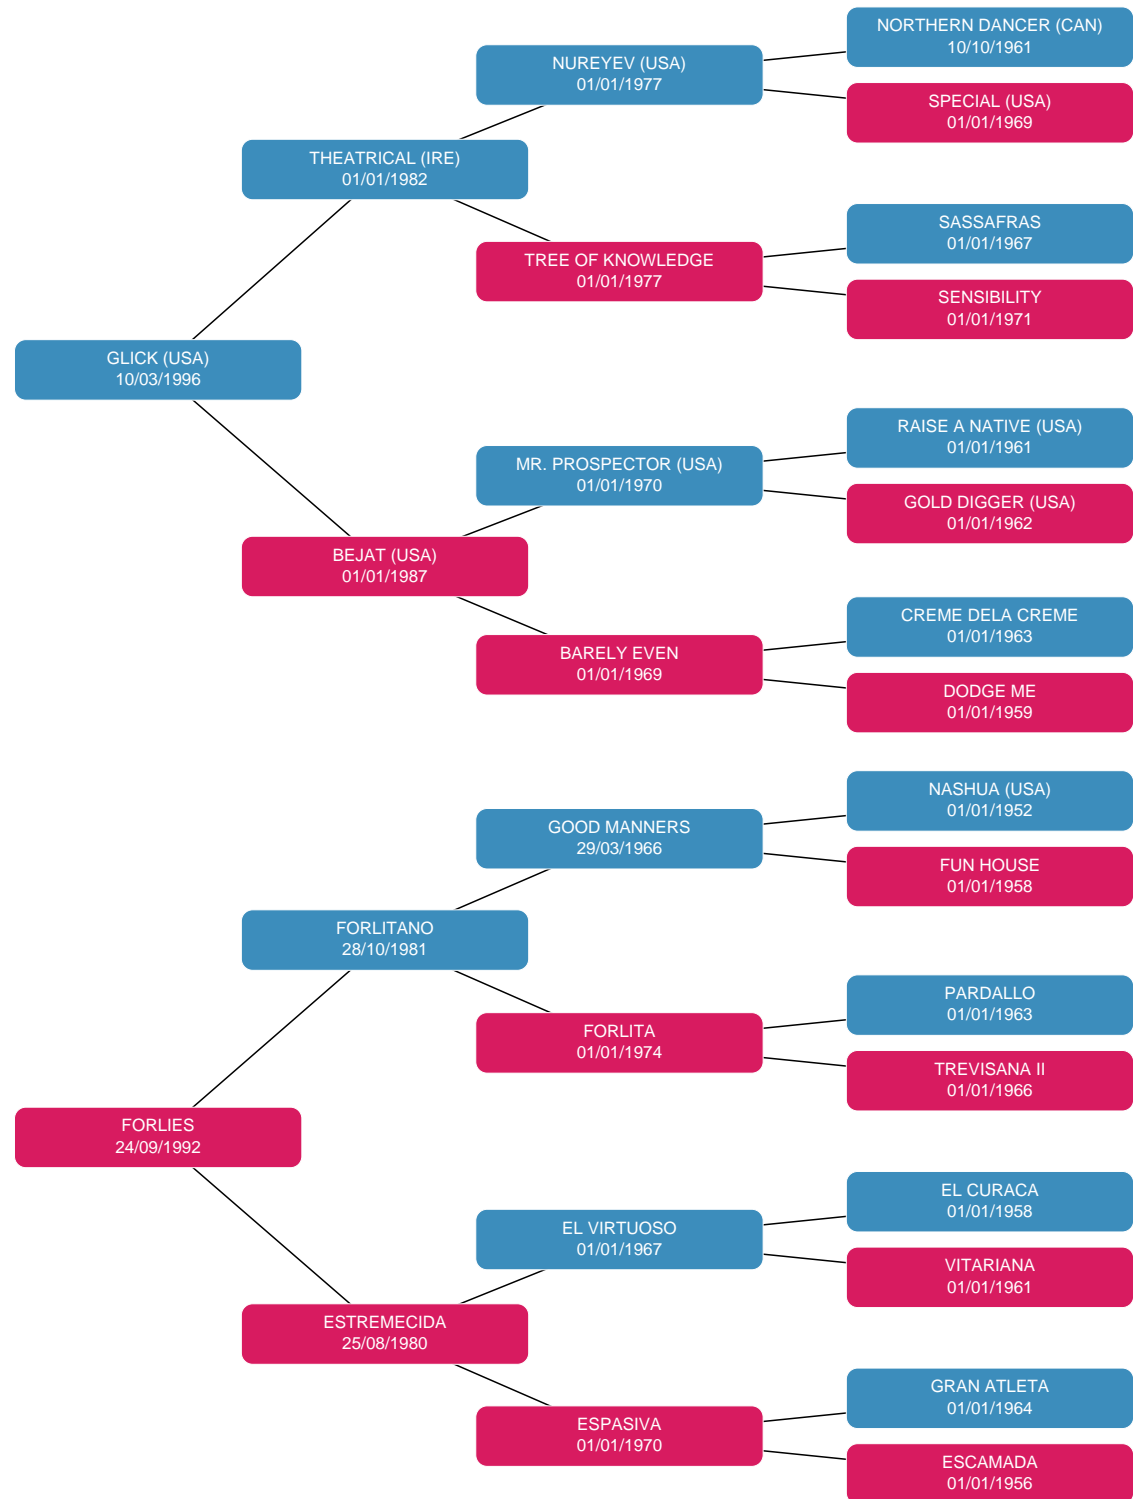 NORTHERN DANCER (CAN)
10/10/1961
NUREYEV (USA)
01/01/1977
SPECIAL (USA)
01/01/1969
THEATRICAL (IRE)
01/01/1982
SASSAFRAS
01/01/1967
TREE OF KNOWLEDGE
01/01/1977
SENSIBILITY
01/01/1971
GLICK (USA)
10/03/1996
RAISE A NATIVE (USA)
01/01/1961
MR. PROSPECTOR (USA)
01/01/1970
GOLD DIGGER (USA)
01/01/1962
BEJAT (USA)
01/01/1987
CREME DELA CREME
01/01/1963
BARELY EVEN
01/01/1969
DODGE ME
01/01/1959
NASHUA (USA)
01/01/1952
GOOD MANNERS
29/03/1966
FUN HOUSE
01/01/1958
FORLITANO
28/10/1981
PARDALLO
01/01/1963
FORLITA
01/01/1974
TREVISANA II
01/01/1966
FORLIES
24/09/1992
EL CURACA
01/01/1958
EL VIRTUOSO
01/01/1967
VITARIANA
01/01/1961
ESTREMECIDA
25/08/1980
GRAN ATLETA
01/01/1964
ESPASIVA
01/01/1970
ESCAMADA
01/01/1956